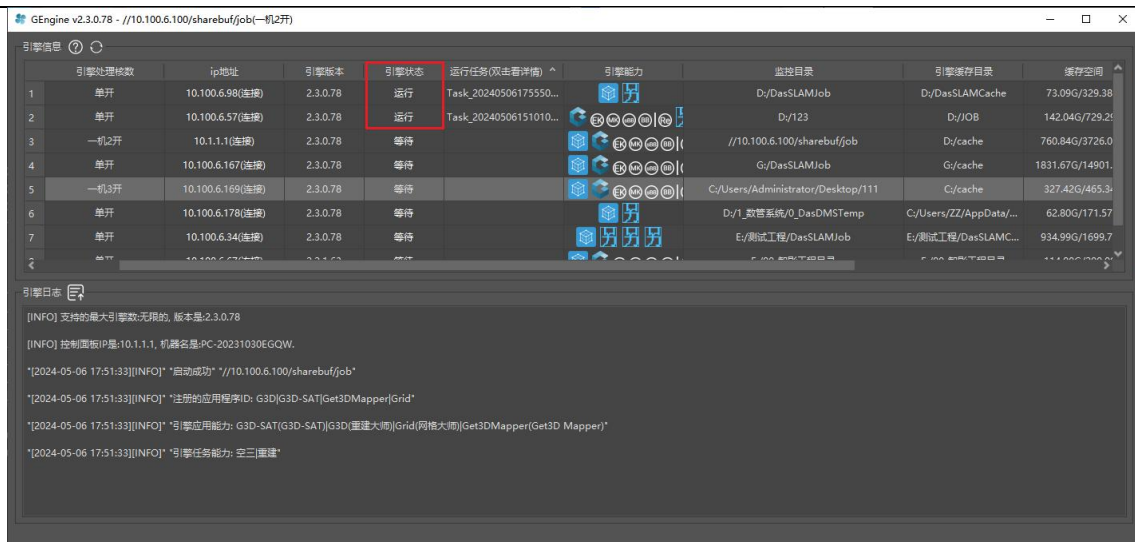 GEngine v2.3.0.78 - //10.100.6.100/sharebuf/job(一机2开)
引擎信息
引擎处理核数 ip地址 引擎版本 引擎状态 运行任务(双击看详情) 引擎能力 监控目录 引擎缓存目录 缓存空间
1 单开 10.100.6.98(连接) 2.3.0.78 运行 Task_20240506175550... D:/DasSLAMJob D:/DasSLAMCache 73.09G/329.38
2 单开 10.100.6.57(连接) 2.3.0.78 运行 Task_20240506151010... D:/123 D:/JOB 142.04G/729.29
3 一机2开 10.1.1.1(连接) 2.3.0.78 等待 //10.100.6.100/sharebuf/job D:/cache 760.84G/3726.0
4 单开 10.100.6.167(连接) 2.3.0.78 等待 G:/DasSLAMJob G:/cache 1831.67G/14901.
5 一机3开 10.100.6.169(连接) 2.3.0.78 等待 C:/Users/Administrator/Desktop/111 C:/cache 327.42G/465.3
6 单开 10.100.6.178(连接) 2.3.0.78 等待 D:/1_数管系统/0_DasDMSTemp C:/Users/ZZ/AppData/... 62.80G/171.57
7 单开 10.100.6.34(连接) 2.3.0.78 等待 E:/测试工程/DasSLAMJob E:/测试工程/DasSLAMC... 934.99G/1699.7
引擎日志
[INFO] 支持的最大引擎数:无限的, 版本是:2.3.0.78
[INFO] 控制面板IP是:10.1.1.1, 机器名是:PC-20231030EGQW.
"[2024-05-06 17:51:33][INFO]" "启动成功" "//10.100.6.100/sharebuf/job"
"[2024-05-06 17:51:33][INFO]" "注册的应用程序ID: G3D|G3D-SAT|Get3DMapper|Grid"
"[2024-05-06 17:51:33][INFO]" "引擎应用能力: G3D-SAT(G3D-SAT)|G3D(重建大师)|Grid(网格大师)|Get3DMapper(Get3D Mapper)"
"[2024-05-06 17:51:33][INFO]" "引擎任务能力: 空三|重建"